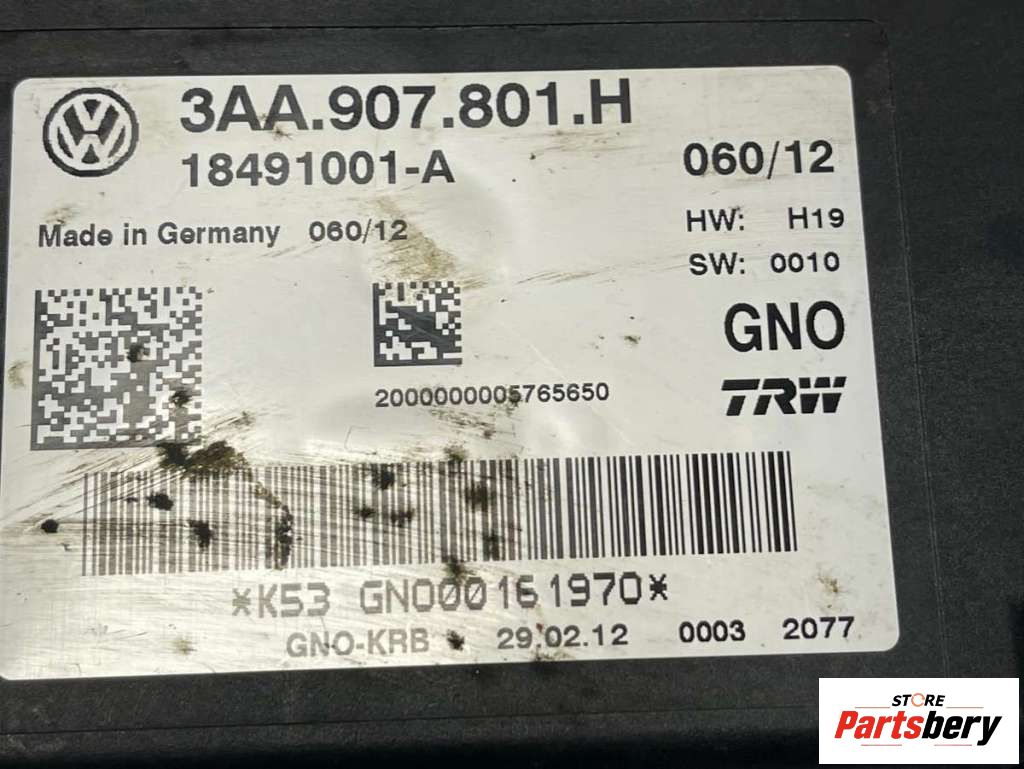 3AA.907.801.H
18491001-A
060/12
Made in Germany 060/12
HW: H19
SW: 0010
GNO
TRW
2000000005765650
*K53 GNO00161970*
GNO-KRB 29.02.12 0003 2077
STORE
Partsbery